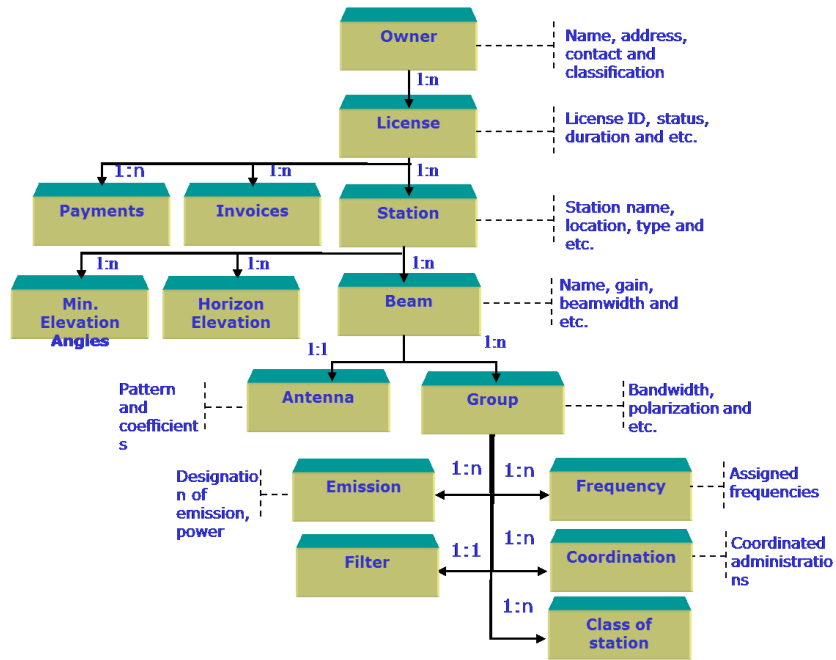 Owner
Name, address,
contact and
classification
1:n
License
License ID, status,
duration and etc.
1:n
1:n
1:n
Payments
Invoices
Station
Station name,
location, type and
etc.
1:n
1:n
1:n
Min.
Elevation
Angles
Horizon
Elevation
Beam
Name, gain,
beamwidth and
etc.
1:1
1:n
Pattern
and
coefficient
s
Antenna
Group
Bandwidth,
polarization and
etc.
1:n
1:n
Designatio
n of
emission,
power
Emission
Frequency
Assigned
frequencies
1:1
1:n
Filter
Coordination
Coordinated
administratio
ns
1:n
Class of
station